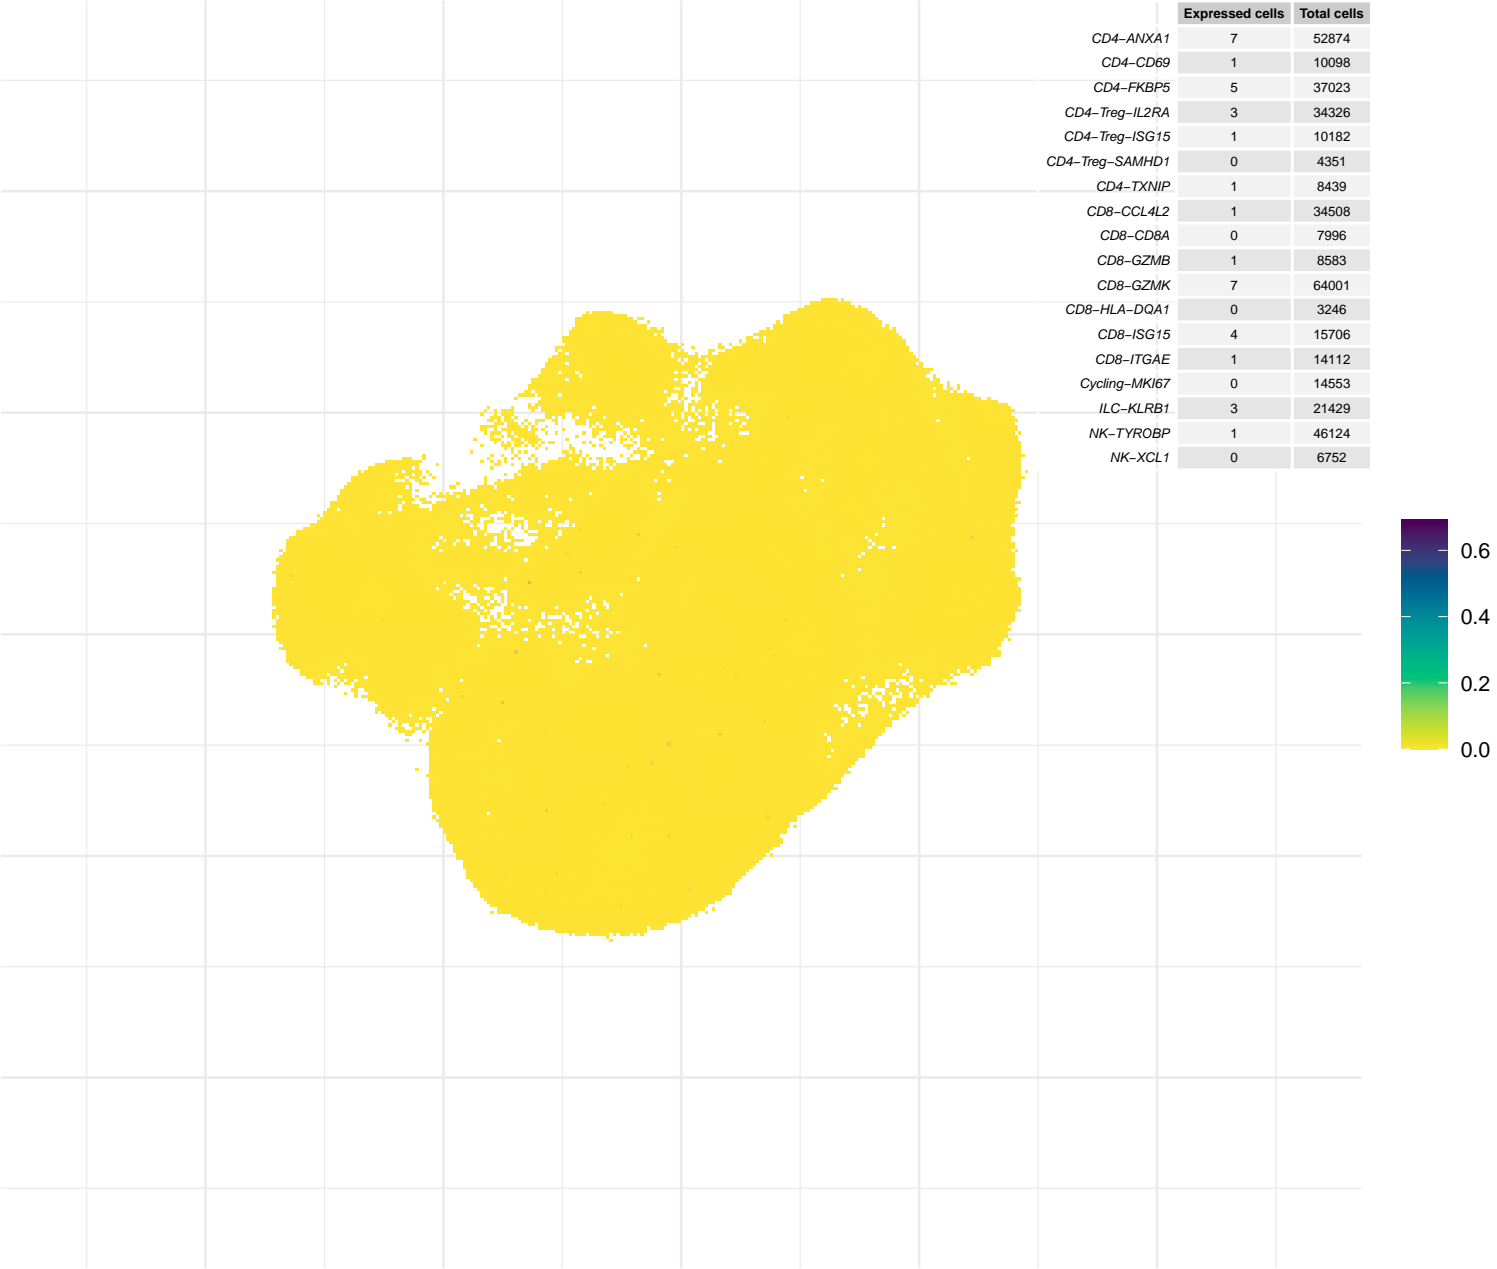 Expressed cells Total cells
CD4−ANXA1 7 52874
CD4−CD69 1 10098
CD4−FKBP5 5 37023
CD4−Treg−IL2RA 3 34326
CD4−Treg−ISG15 1 10182
CD4−Treg−SAMHD1 0 4351
CD4−TXNIP 1 8439
CD8−CCL4L2 1 34508
CD8−CD8A 0 7996
CD8−GZMB 1 8583
CD8−GZMK 7 64001
CD8−HLA−DQA1 0 3246
CD8−ISG15 4 15706
CD8−ITGAE 1 14112
Cycling−MKI67 0 14553
ILC−KLRB1 3 21429
NK−TYROBP 1 46124
NK−XCL1 0 6752
0.6
0.4
0.2
0.0